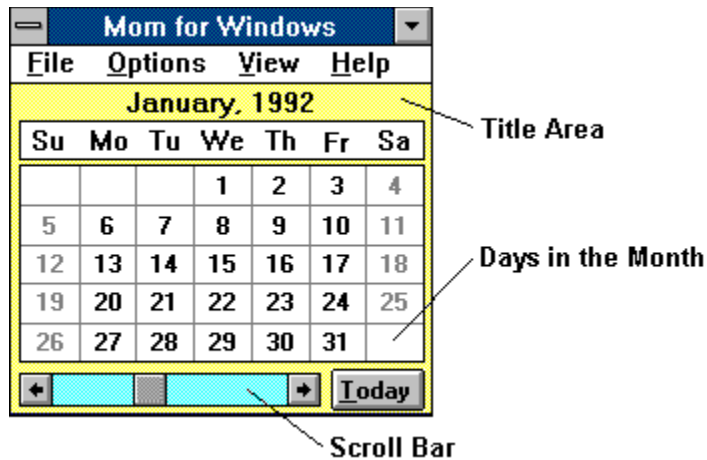 Mom for Windows
File Options View Help
January, 1992
Title Area
Su Mo Tu We Th Fr Sa
1 2 3 4
5 6 7 8 9 10 11
Days in the Month
12 13 14 15 16 17 18
19 20 21 22 23 24 25
26 27 28 29 30 31
Today
Scroll Bar